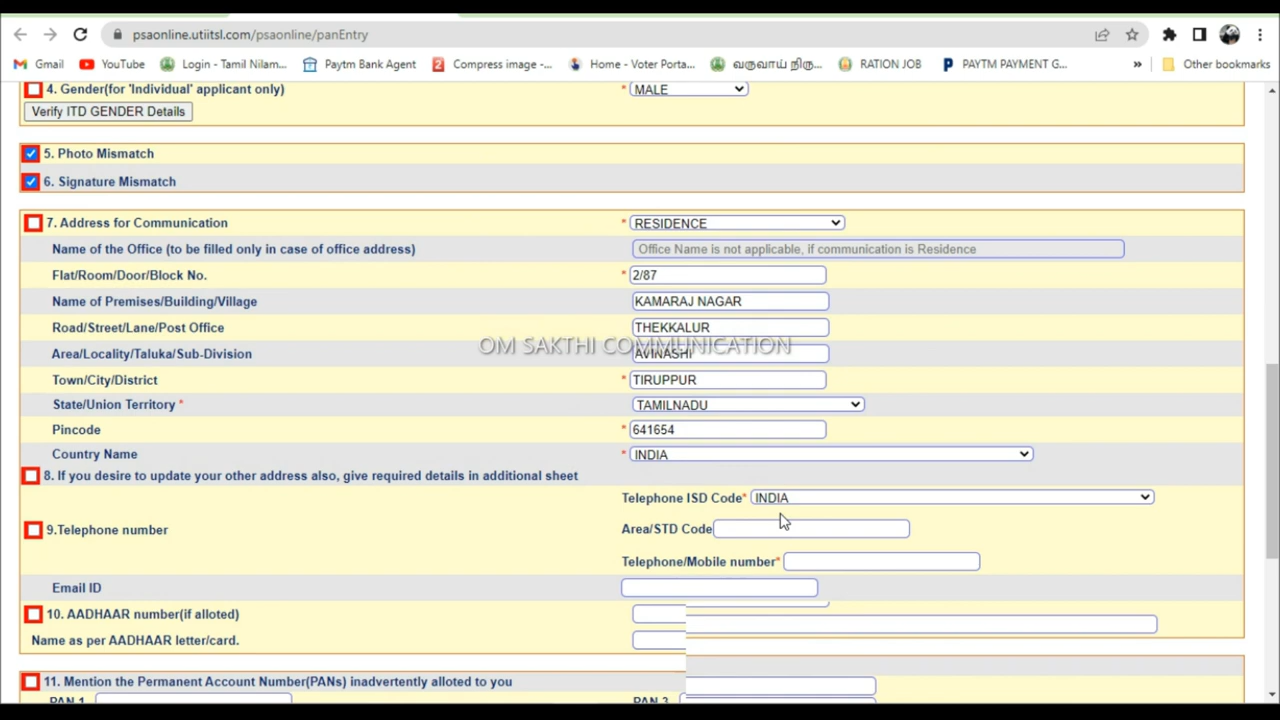 psaonline.utiitsl.com/psaonline/panEntry
Gmail YouTube Login - Tamil Nilam... Paytm Bank Agent Compress image -... Home - Voter Porta... வருவாய் நிரு... RATION JOB PAYTM PAYMENT G... » Other bookmarks
4. Gender(for 'Individual' applicant only) * MALE
Verify ITD GENDER Details
5. Photo Mismatch
6. Signature Mismatch
7. Address for Communication * RESIDENCE
Name of the Office (to be filled only in case of office address) Office Name is not applicable, if communication is Residence
Flat/Room/Door/Block No. * 2/87
Name of Premises/Building/Village KAMARAJ NAGAR
Road/Street/Lane/Post Office THEKKALUR
OM SAKTHI COMMUNICATION
Area/Locality/Taluka/Sub-Division AVINASHI
Town/City/District * TIRUPPUR
State/Union Territory * TAMILNADU
Pincode * 641654
Country Name * INDIA
8. If you desire to update your other address also, give required details in additional sheet
Telephone ISD Code* INDIA
9.Telephone number Area/STD Code
Telephone/Mobile number*
Email ID
10. AADHAAR number(if alloted)
Name as per AADHAAR letter/card.
11. Mention the Permanent Account Number(PANs) inadvertently alloted to you
PAN 1 PAN 3